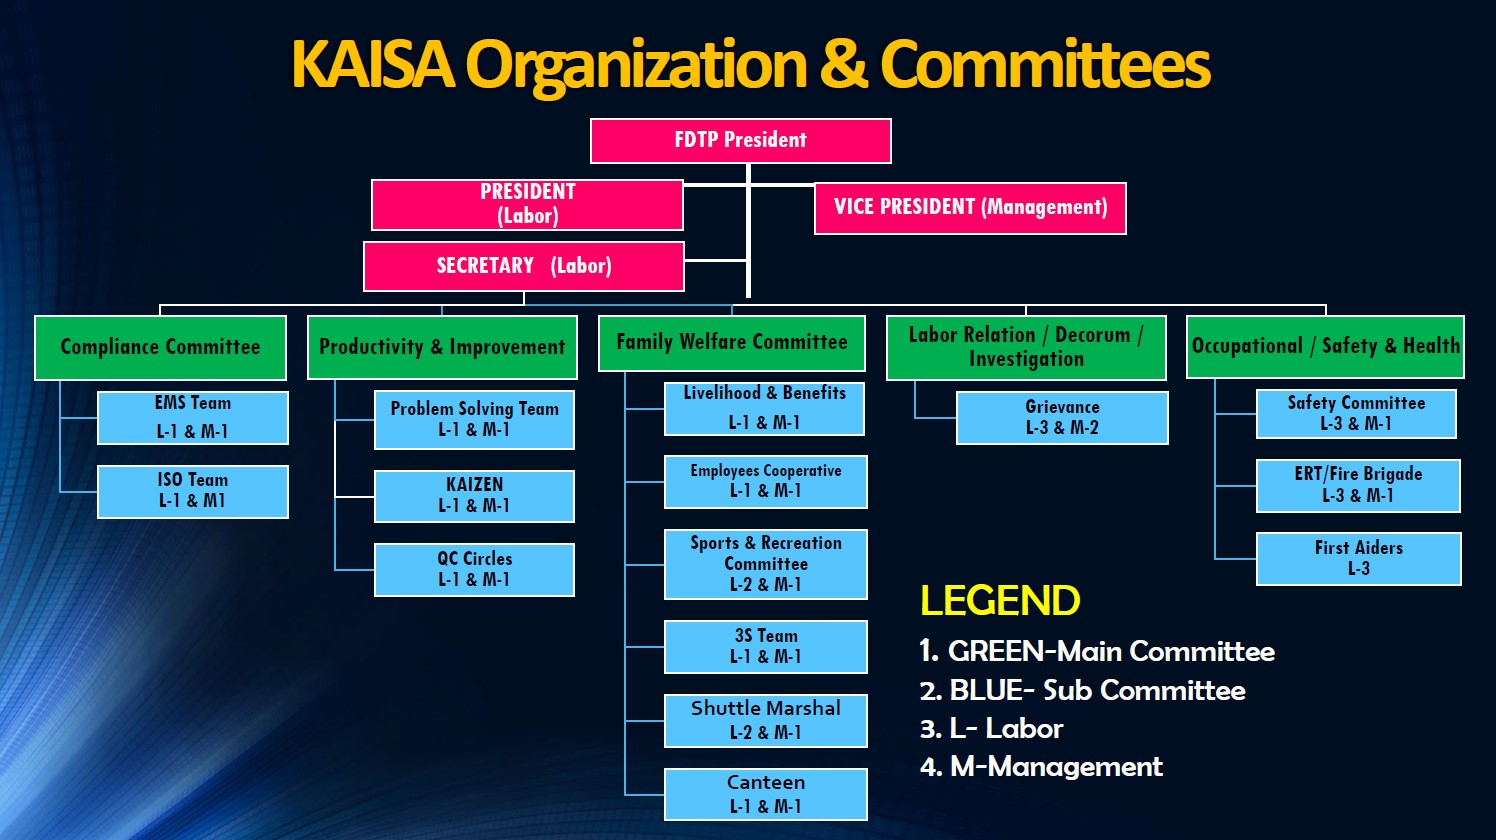 KAISA Organization & Committees
FDTP President
PRESIDENT
(Labor)
VICE PRESIDENT (Management)
SECRETARY (Labor)
Compliance Committee
EMS Team
L-1 & M-1
ISO Team
L-1 & M1
Productivity & Improvement
Problem Solving Team
L-1 & M-1
KAIZEN
L-1 & M-1
QC Circles
L-1 & M-1
Family Welfare Committee
Livelihood & Benefits
L-1 & M-1
Employees Cooperative
L-1 & M-1
Sports & Recreation
Committee
L-2 & M-1
3S Team
L-1 & M-1
Shuttle Marshal
L-2 & M-1
Canteen
L-1 & M-1
Labor Relation / Decorum /
Investigation
Grievance
L-3 & M-2
Occupational / Safety & Health
Safety Committee
L-3 & M-1
ERT/Fire Brigade
L-3 & M-1
First Aiders
L-3
LEGEND
1. GREEN-Main Committee
2. BLUE- Sub Committee
3. L- Labor
4. M-Management